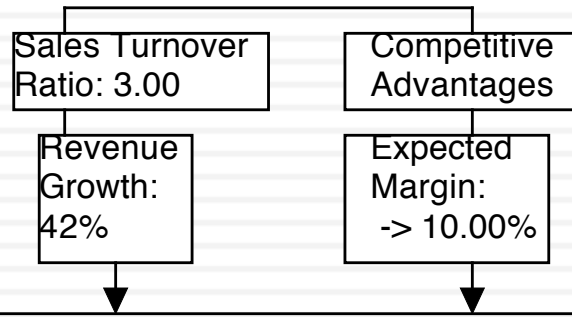 Sales Turnover
Ratio: 3.00
Competitive
Advantages
Revenue
Growth:
42%
Expected
Margin:
-> 10.00%